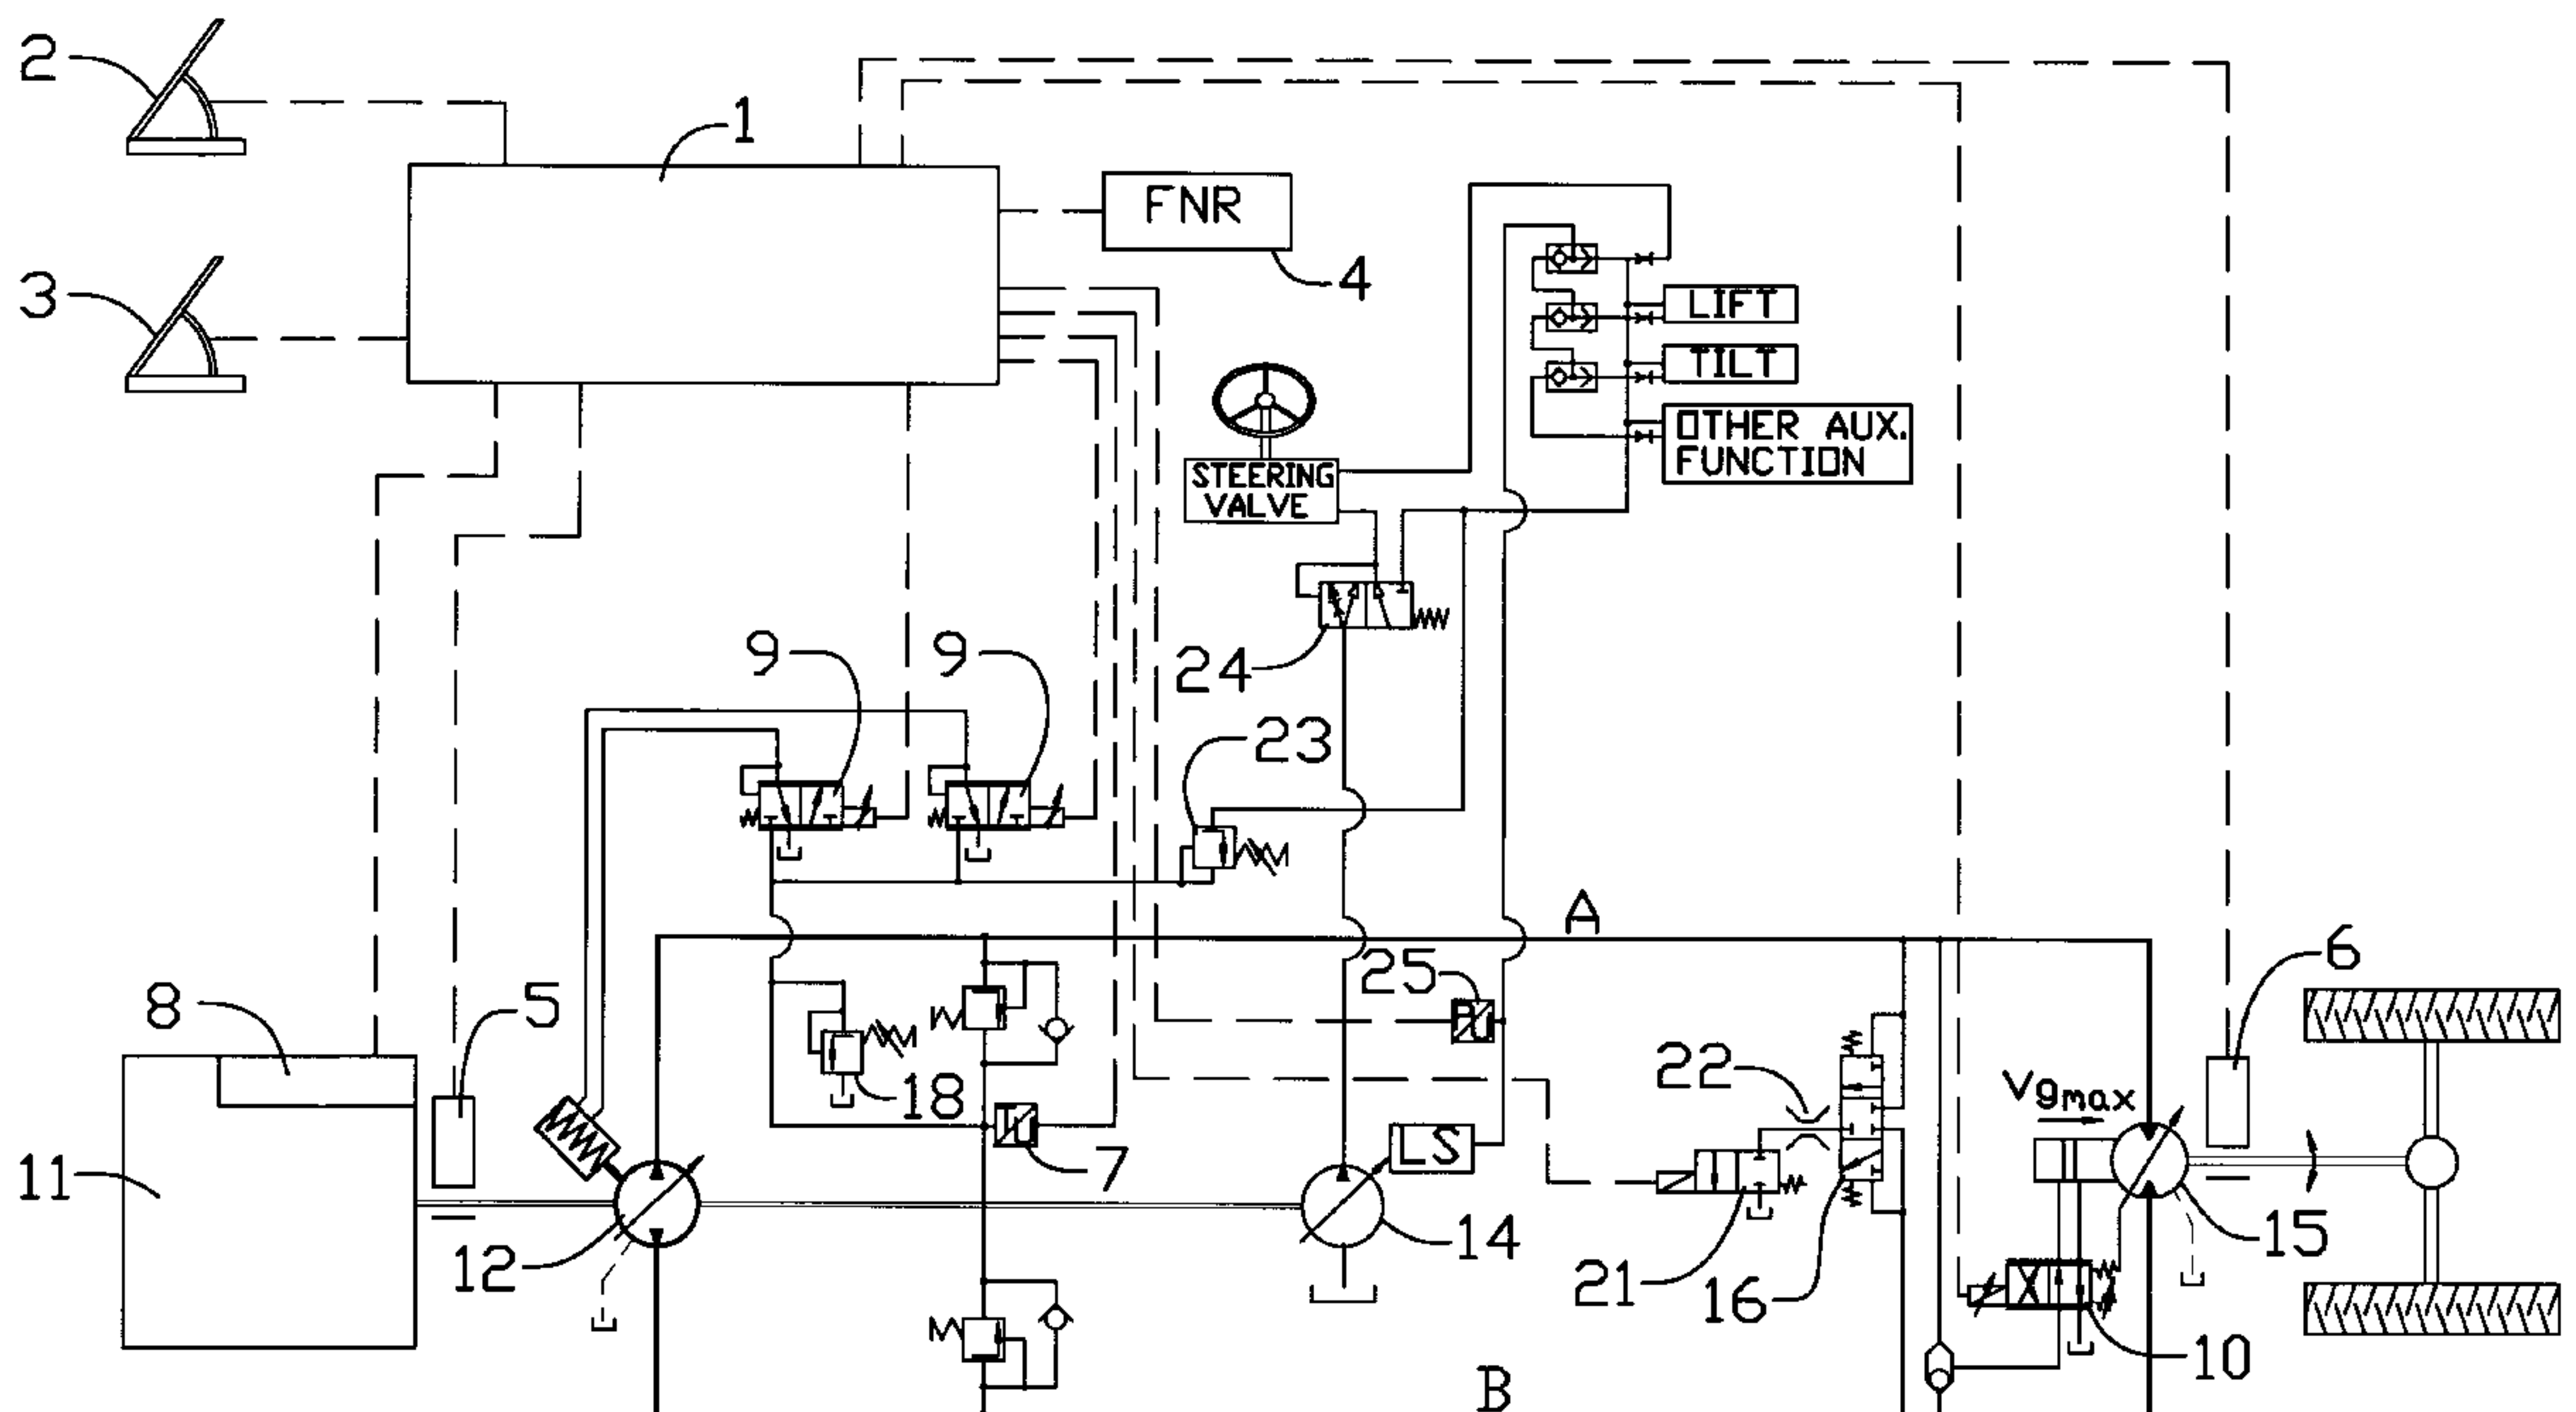 2
1
FNR
4
3
LIFT
TILT
OTHER AUX.
FUNCTION
STEERING
VALVE
9
9
24
23
A
25
6
8
5
22
18
Vgmax
7
LS
11
12
14
21
16
15
10
B